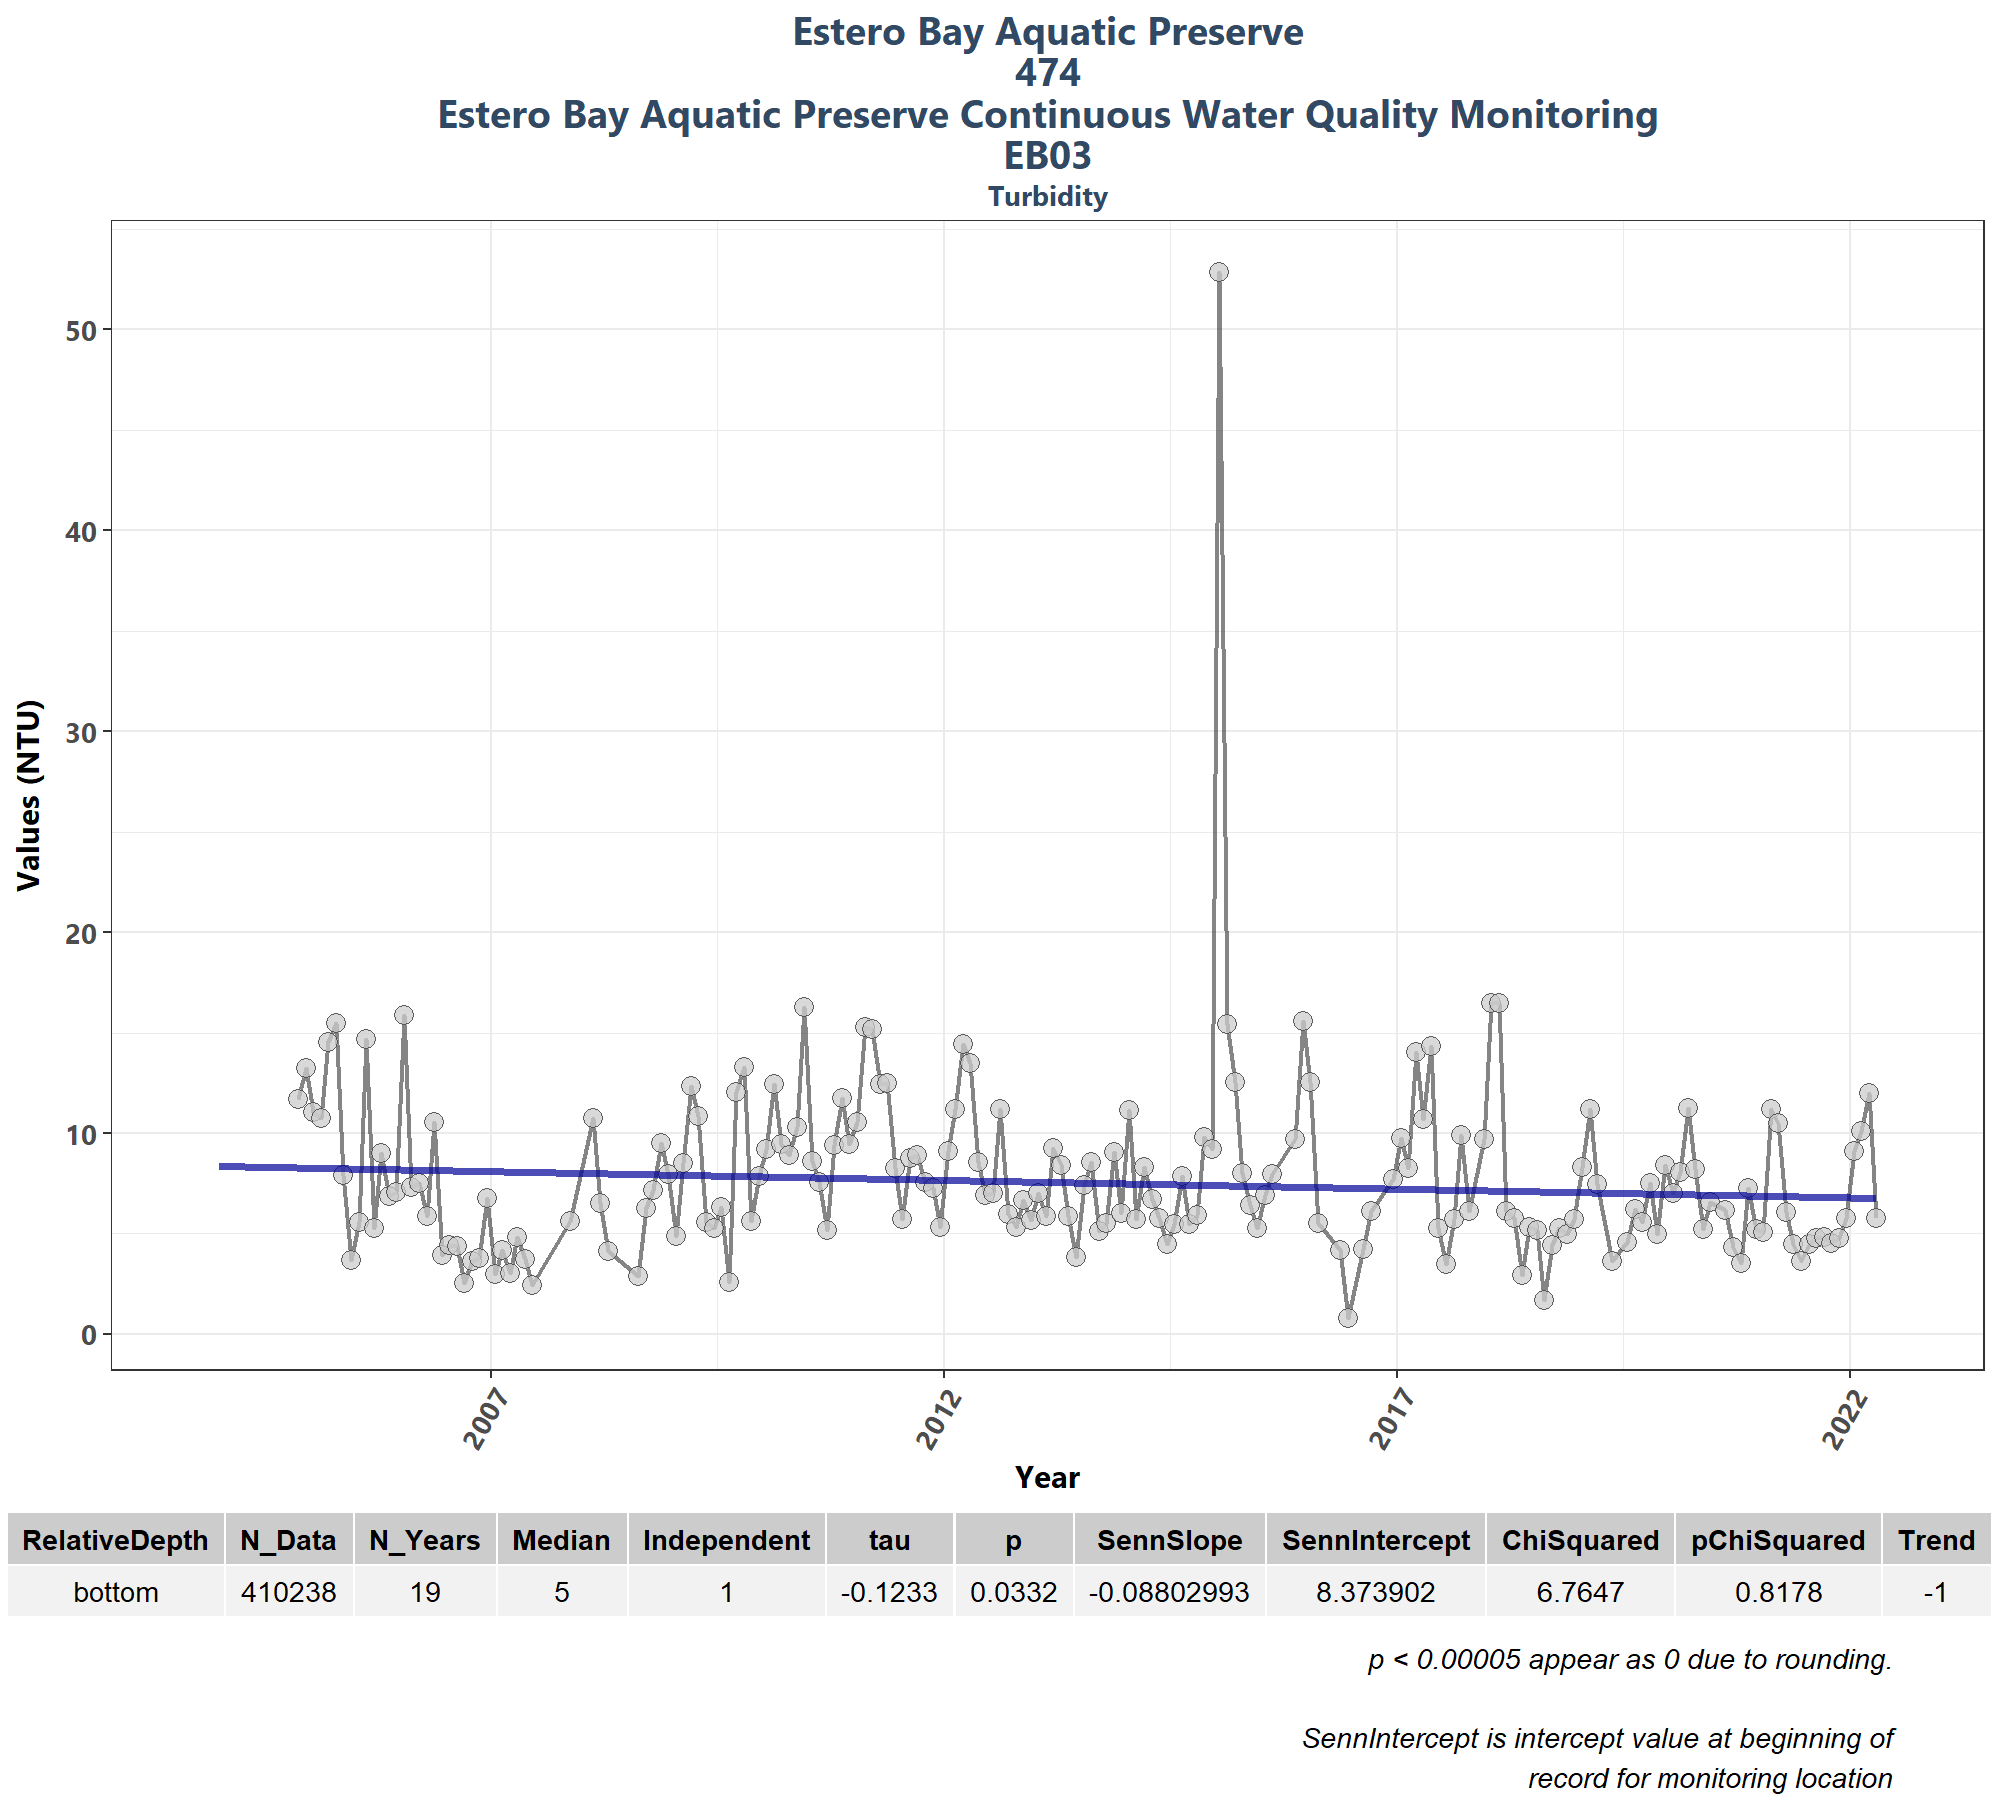 Estero Bay Aquatic Preserve
474
Estero Bay Aquatic Preserve Continuous Water Quality Monitoring
EB03
Turbidity
Values (NTU)
50
40
30
20
10
0
2007
2012
2017
2022
Year
RelativeDepth N_Data N_Years Median Independent tau p SennSlope SennIntercept ChiSquared pChiSquared Trend
bottom 410238 19 5 1 -0.1233 0.0332 -0.08802993 8.373902 6.7647 0.8178 -1
p < 0.00005 appear as 0 due to rounding.
SennIntercept is intercept value at beginning of
record for monitoring location